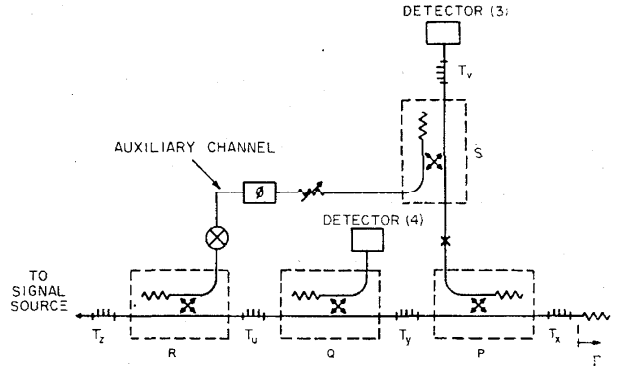 DETECTOR (3)
Tv
S
AUXILIARY CHANNEL
Ø
DETECTOR (4)
TO
SIGNAL
SOURCE
Tz
Tu
Ty
Tx
R
Q
P
Γ